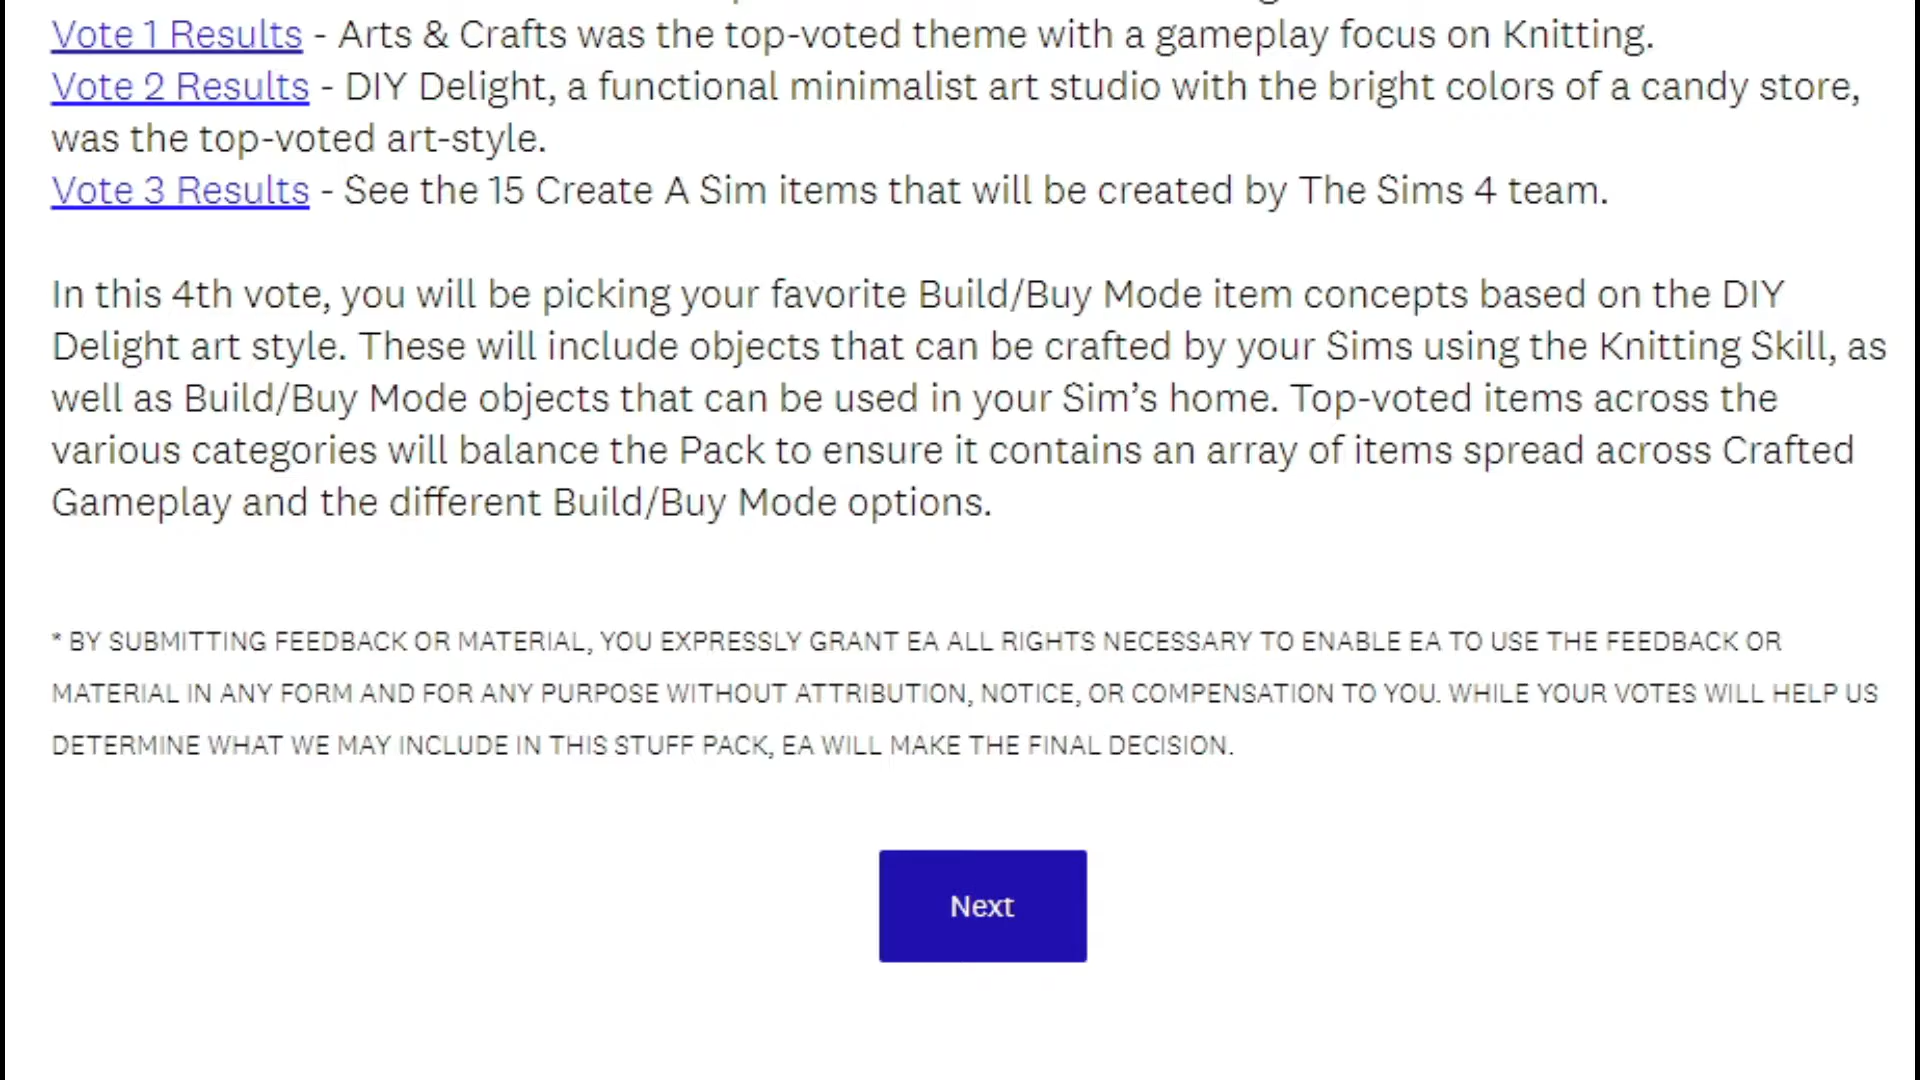 Vote 1 Results - Arts & Crafts was the top-voted theme with a gameplay focus on Knitting.
Vote 2 Results - DIY Delight, a functional minimalist art studio with the bright colors of a candy store,
was the top-voted art-style.
Vote 3 Results - See the 15 Create A Sim items that will be created by The Sims 4 team.
In this 4th vote, you will be picking your favorite Build/Buy Mode item concepts based on the DIY
Delight art style. These will include objects that can be crafted by your Sims using the Knitting Skill, as
well as Build/Buy Mode objects that can be used in your Sim’s home. Top-voted items across the
various categories will balance the Pack to ensure it contains an array of items spread across Crafted
Gameplay and the different Build/Buy Mode options.
* BY SUBMITTING FEEDBACK OR MATERIAL, YOU EXPRESSLY GRANT EA ALL RIGHTS NECESSARY TO ENABLE EA TO USE THE FEEDBACK OR
MATERIAL IN ANY FORM AND FOR ANY PURPOSE WITHOUT ATTRIBUTION, NOTICE, OR COMPENSATION TO YOU. WHILE YOUR VOTES WILL HELP US
DETERMINE WHAT WE MAY INCLUDE IN THIS STUFF PACK, EA WILL MAKE THE FINAL DECISION.
Next